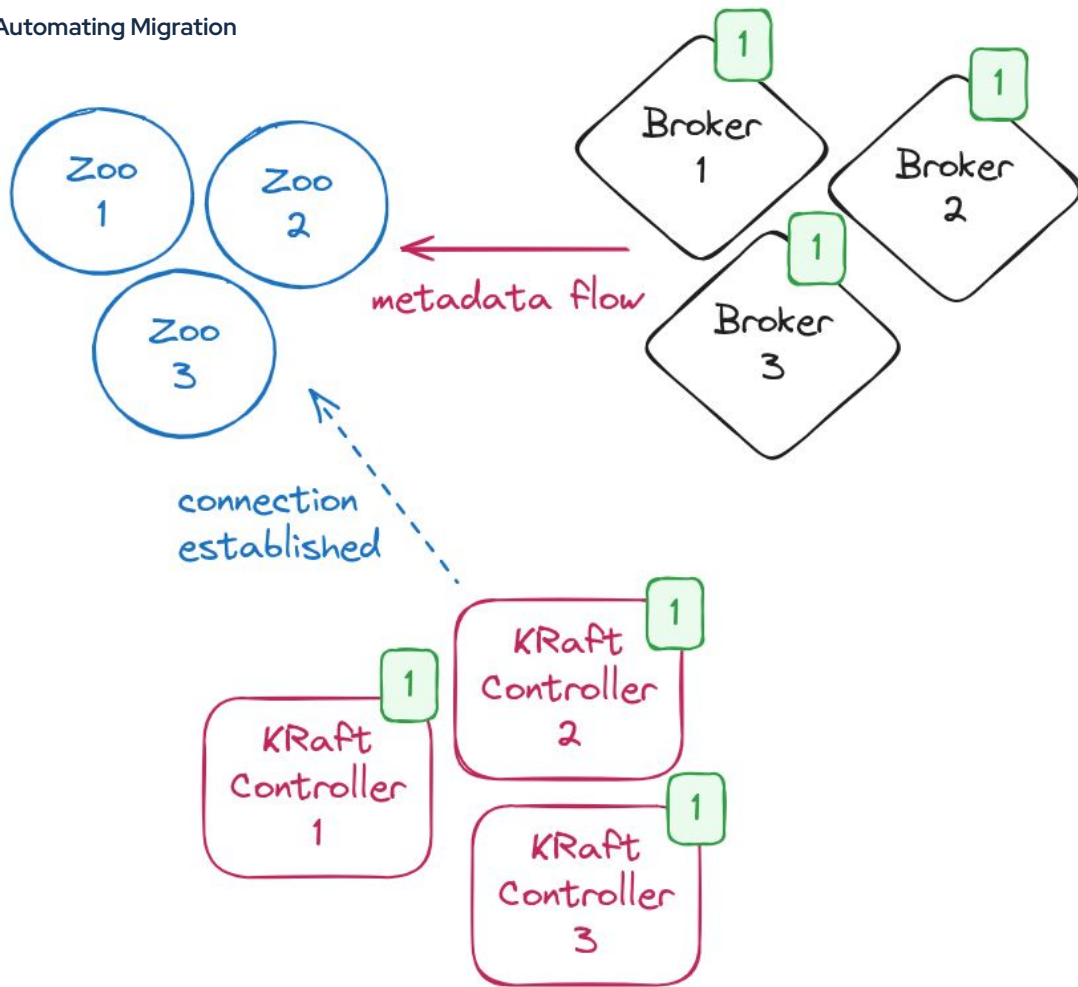 Automating Migration
1
Broker
1
1
Broker
2
Zoo
1
Zoo
2
1
Broker
3
metadata flow
Zoo
3
connection
established
1
KRaft
Controller
2
1
KRaft
Controller
1
1
KRaft
Controller
3